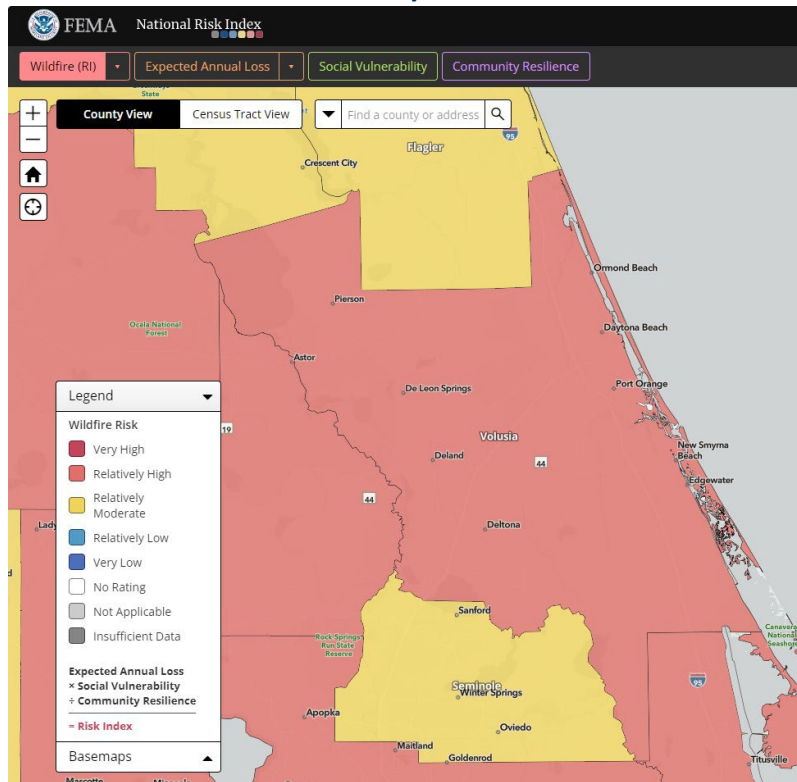 FEMA National Risk Index
Wildfire (RI) Expected Annual Loss Social Vulnerability Community Resilience
State
County View Census Tract View Find a county or address
Flagler
95
Crescent City
Ormond Beach
Pierson
Ocala National
Forest
Daytona Beach
Astor
Port Orange
De Leon Springs
Legend
Wildfire Risk
Very High
Relatively High
Relatively
Moderate
Relatively Low
Very Low
No Rating
Not Applicable
Insufficient Data
Expected Annual Loss
× Social Vulnerability
÷ Community Resilience
= Risk Index
Basemaps
19
Volusia
New Smyrna
Beach
Deland
44
Edgewater
44
Lady
Deltona
Sanford
Canavera
National
Seashore
Rock Springs
Run State
Reserve
95
Seminole
Winter Springs
Apopka
Oviedo
Maitland
Goldenrod
Titusville